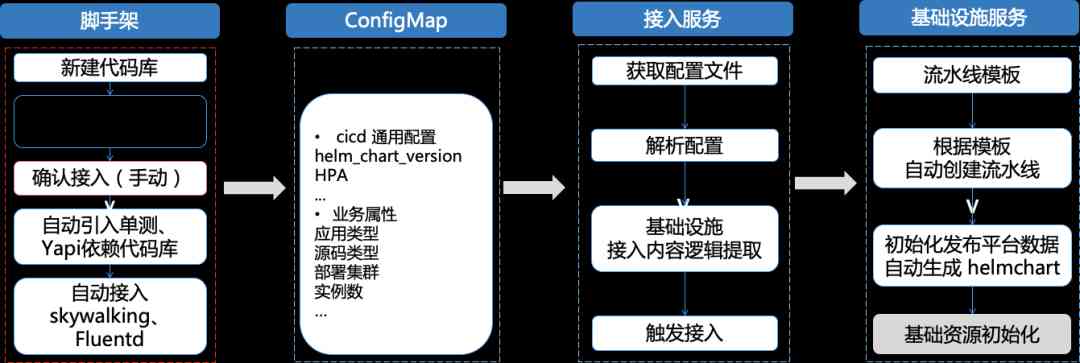 脚手架
新建代码库
确认接入（手动）
自动引入单测、
Yapi依赖代码库
自动接入
skywalking、
Fluentd
ConfigMap
• cicd 通用配置
helm_chart_version
HPA
...
• 业务属性
应用类型
源码类型
部署集群
实例数
...
接入服务
获取配置文件
解析配置
基础设施
接入内容逻辑提取
触发接入
基础设施服务
流水线模板
根据模板
自动创建流水线
初始化发布平台数据
自动生成 helmchart
基础资源初始化